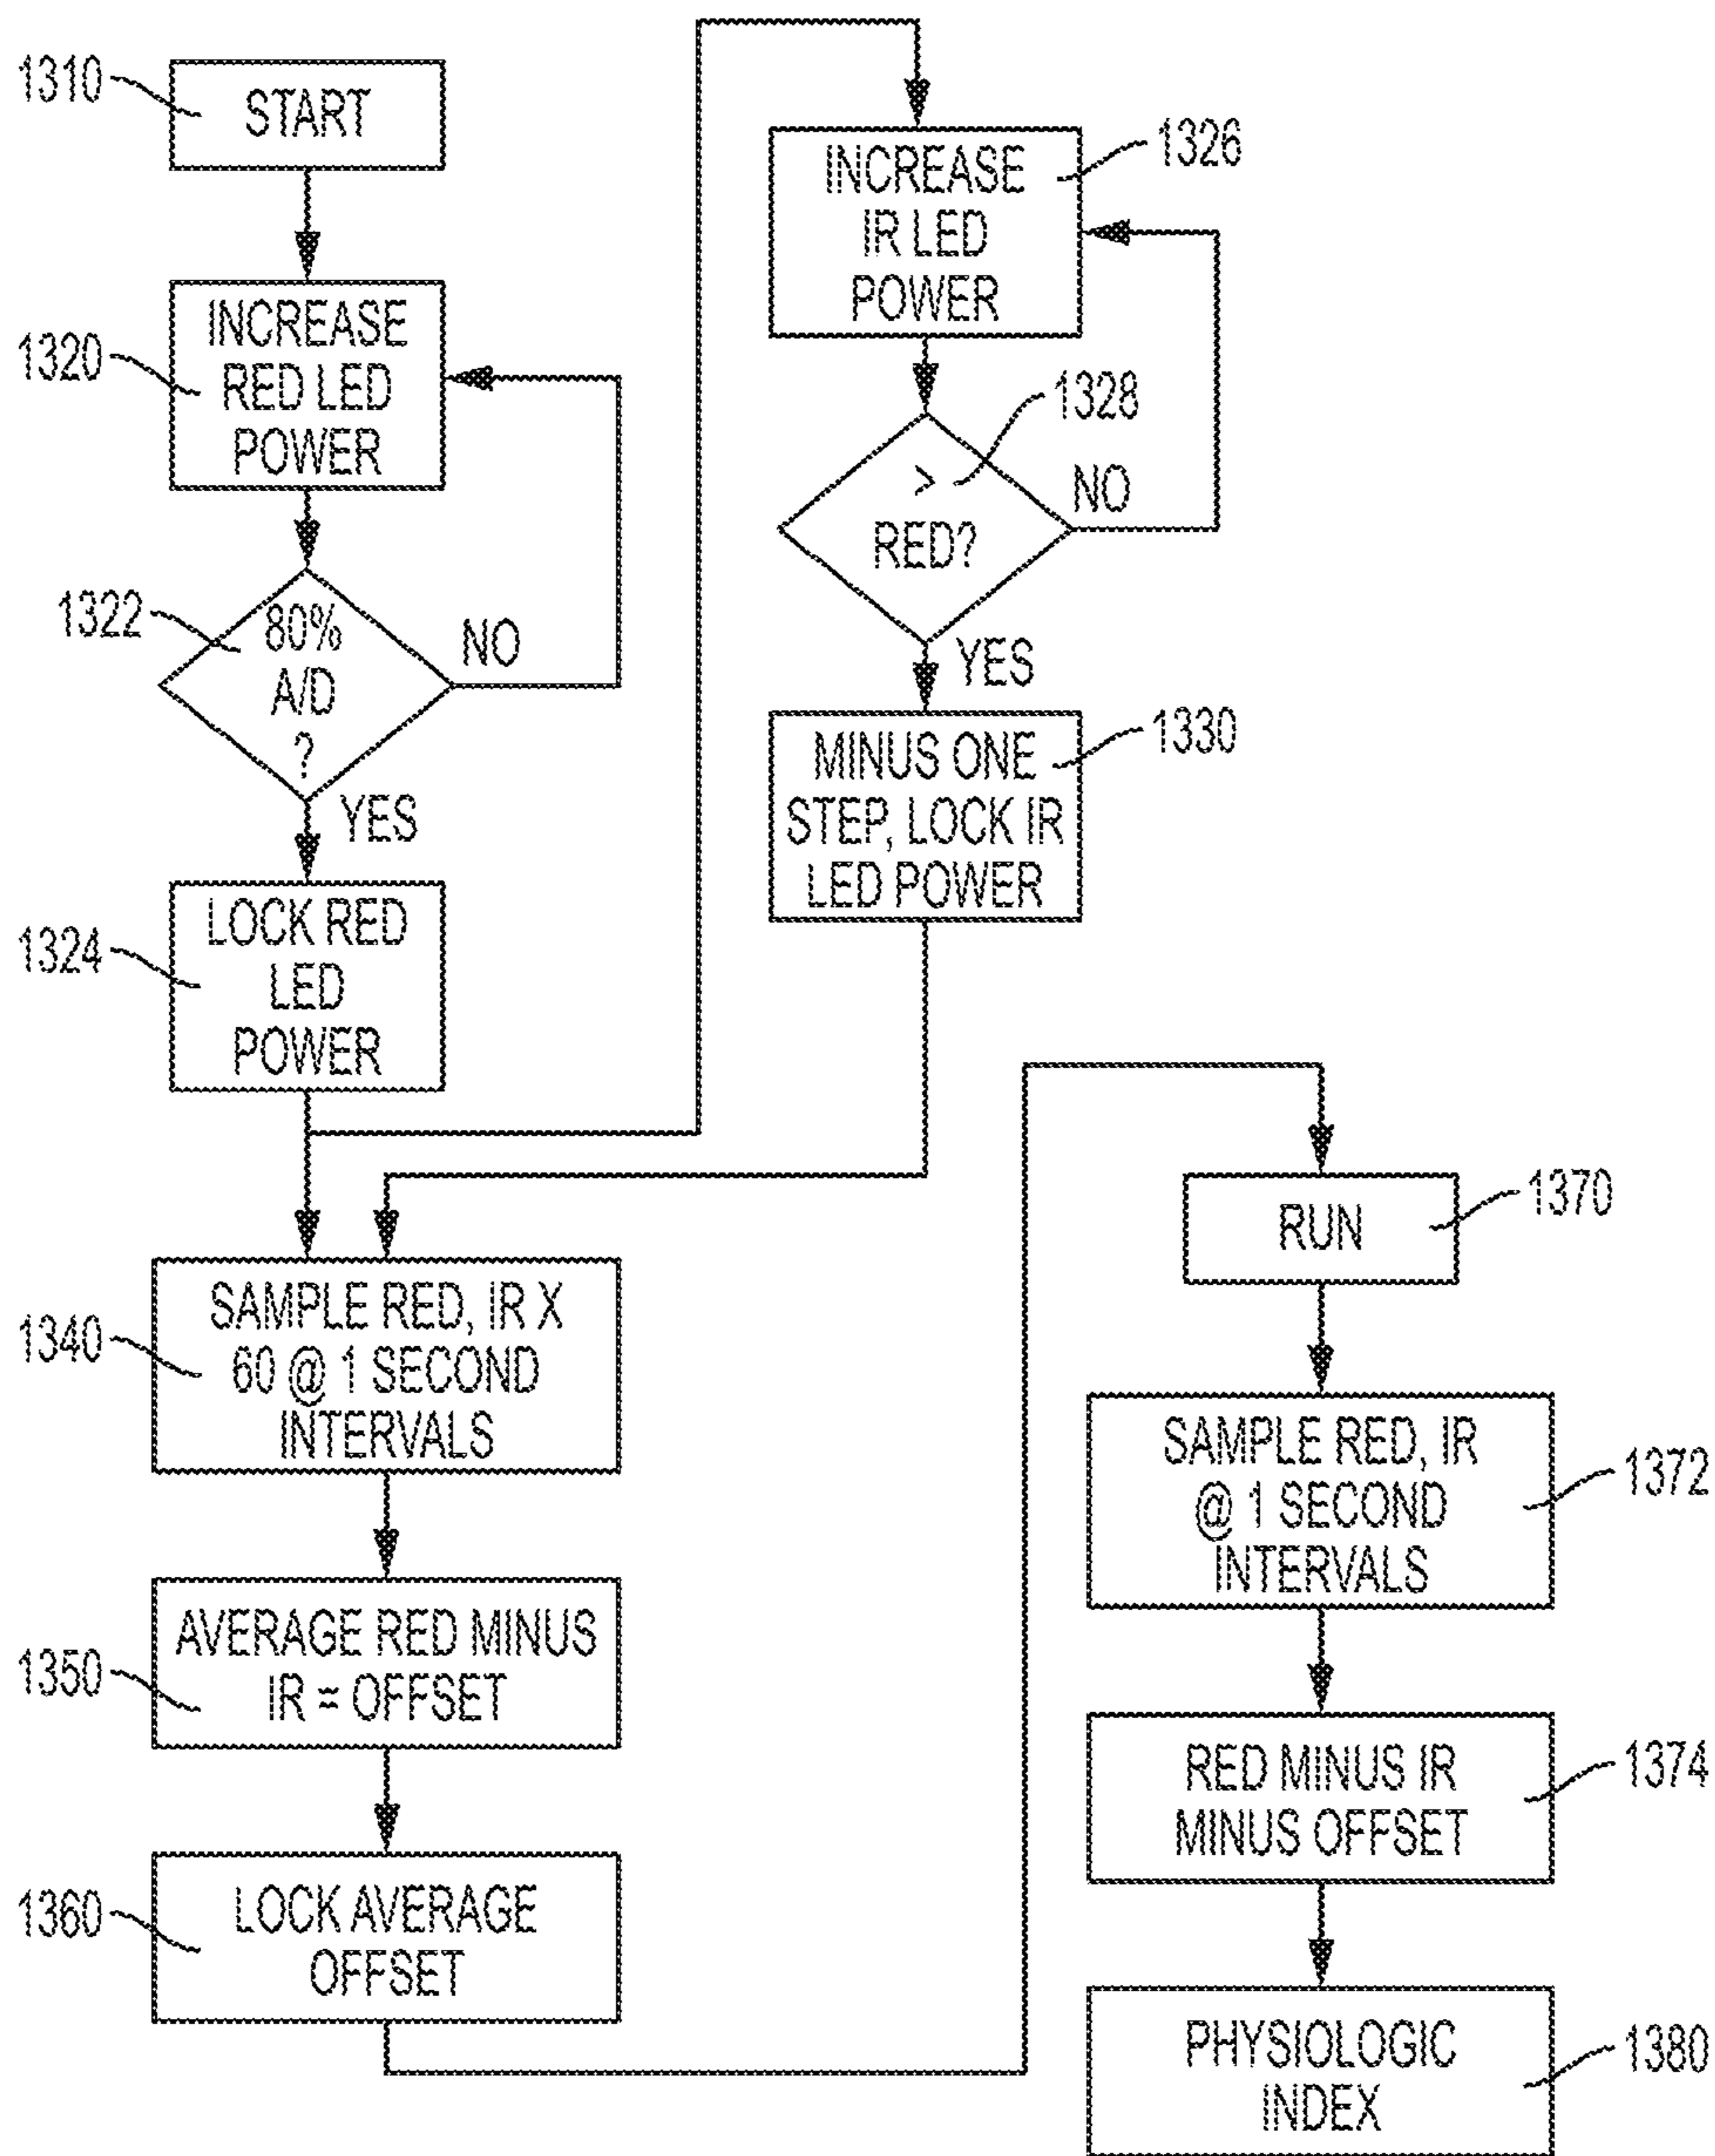 1310
START
1320
INCREASE
RED LED
POWER
1322
80%
A/D
?
NO
YES
1324
LOCK RED
LED
POWER
1326
INCREASE
IR LED
POWER
1328
>
RED?
NO
YES
1330
MINUS ONE
STEP, LOCK IR
LED POWER
1340
SAMPLE RED, IR X
60 @ 1 SECOND
INTERVALS
1350
AVERAGE RED MINUS
IR = OFFSET
1360
LOCK AVERAGE
OFFSET
1370
RUN
1372
SAMPLE RED, IR
@ 1 SECOND
INTERVALS
1374
RED MINUS IR
MINUS OFFSET
1380
PHYSIOLOGIC
INDEX